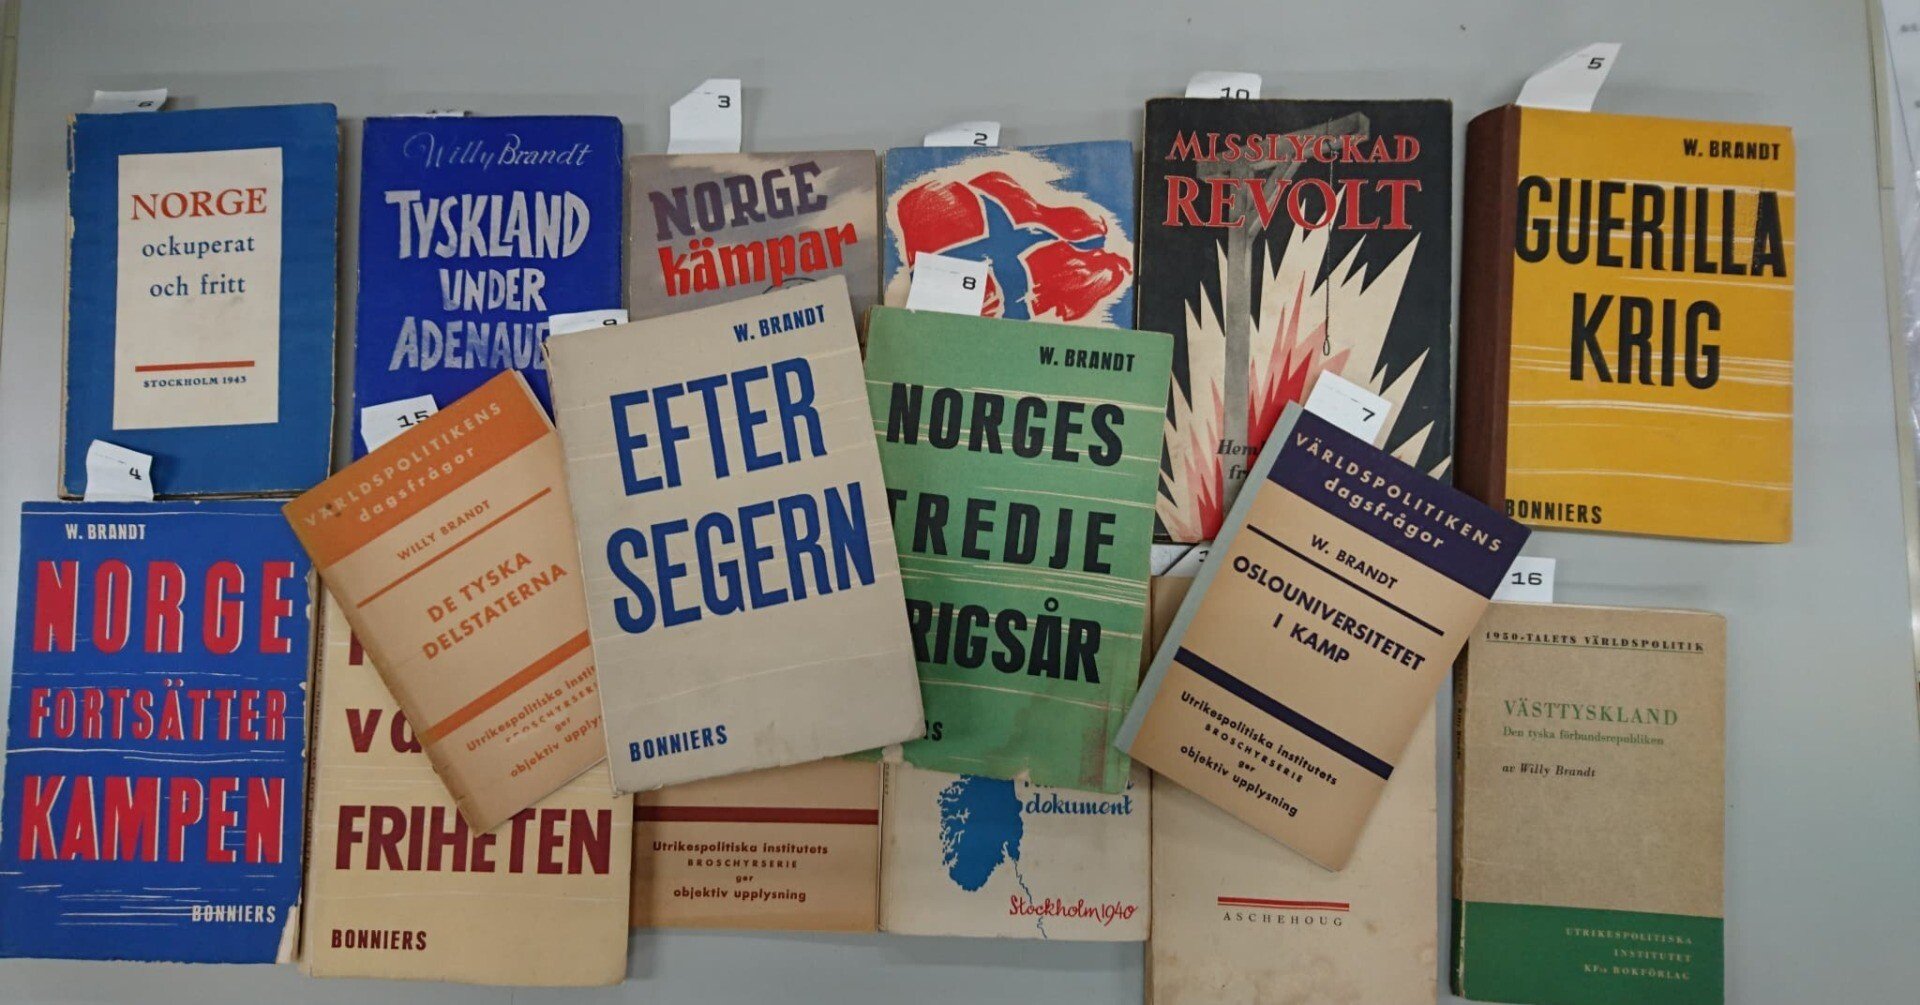 6
NORGE
ockuperat
och fritt
STOCKHOLM 1943
Willy Brandt
TYSKLAND
UNDER
ADENAUE
3
NORGE
kämpar
2
10
MISSLYCKAD
REVOLT
5
W. BRANDT
GUERILLA
KRIG
BONNIERS
4
W. BRANDT
NORGE
FORTSÄTTER
KAMPEN
BONNIERS
FRIHETEN
BONNIERS
15
VÄRLDSPOLITIKENS
dagsfrågor
WILLY BRANDT
DE TYSKA
DELSTATERNA
Utrikespolitiska
BROSCHYRSERIE
ger
objektiv
9
W. BRANDT
EFTER
SEGERN
BONNIERS
8
W. BRANDT
NORGES
TREDJE
RIGSÅR
Utrikespolitiska institutets
BROSCHYRSERIE
ger
objektiv upplysning
dokument
Stockholm 1940
7
VÄRLDSPOLITIKENS
dagsfrågor
W. BRANDT
OSLOUNIVERSITETET
I KAMP
Utrikespolitiska institutets
BROSCHYRSERIE
ger
objektiv upplysning
ASCHEHOUG
16
1950-TALETS VÄRLDSPOLITIK
VÄSTTYSKLAND
Den tyska förbundsrepubliken
av Willy Brandt
UTRIKESPOLITISKA
INSTITUTET
KF:s BOKFÖRLAG